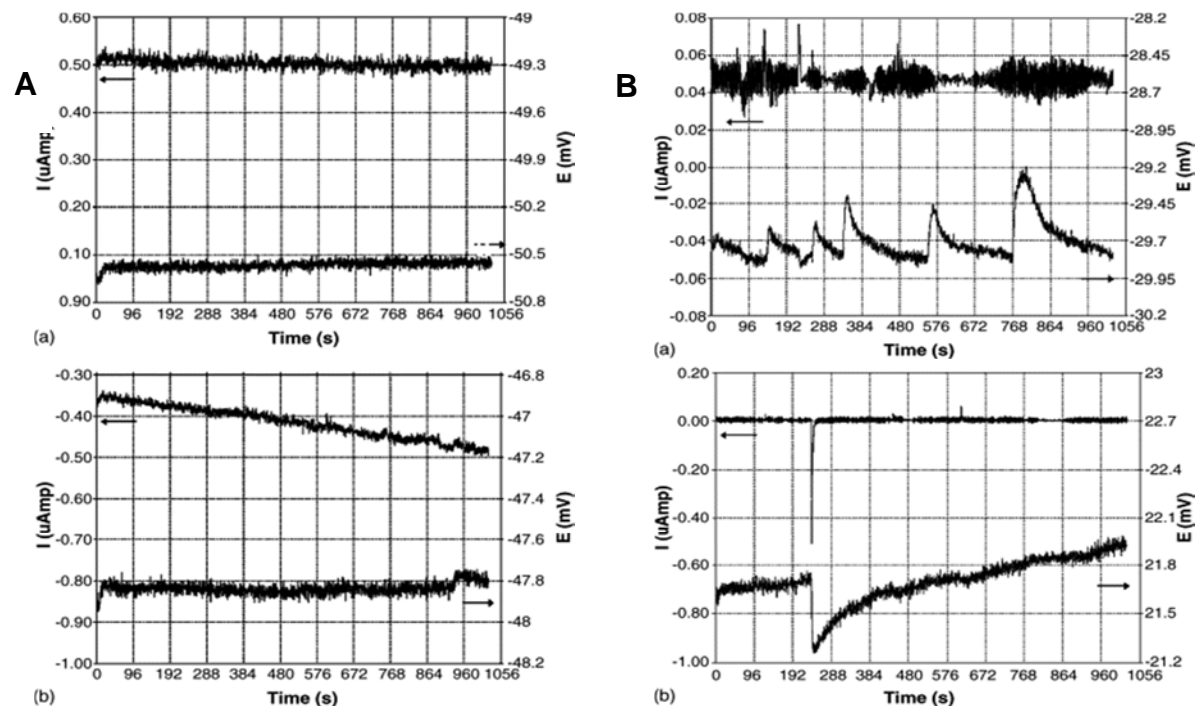 A
I (uAmp)
0.60
0.50
0.40
0.30
0.20
0.10
0.90
-49
-49.3
-49.6
-49.9
-50.2
-50.5
-50.8
E (mV)
0 96 192 288 384 480 576 672 768 864 960 1056
Time (s)
(a)
B
I (uAmp)
0.08
0.06
0.04
0.02
0.00
-0.02
-0.04
-0.06
-0.08
-28.2
-28.45
-28.7
-28.95
-29.2
-29.45
-29.7
-29.95
-30.2
E (mV)
0 96 192 288 384 480 576 672 768 864 960 1056
Time (s)
(a)
I (uAmp)
-0.30
-0.40
-0.50
-0.60
-0.70
-0.80
-0.90
-1.00
-46.8
-47
-47.2
-47.4
-47.6
-47.8
-48
-48.2
E (mV)
0 96 192 288 384 480 576 672 768 864 960 1056
Time (s)
(b)
I (uAmp)
0.20
0.00
-0.20
-0.40
-0.60
-0.80
-1.00
23
22.7
-22.4
22.1
21.8
21.5
-21.2
E (mV)
0 96 192 288 384 480 576 672 768 864 960 1056
Time (s)
(b)